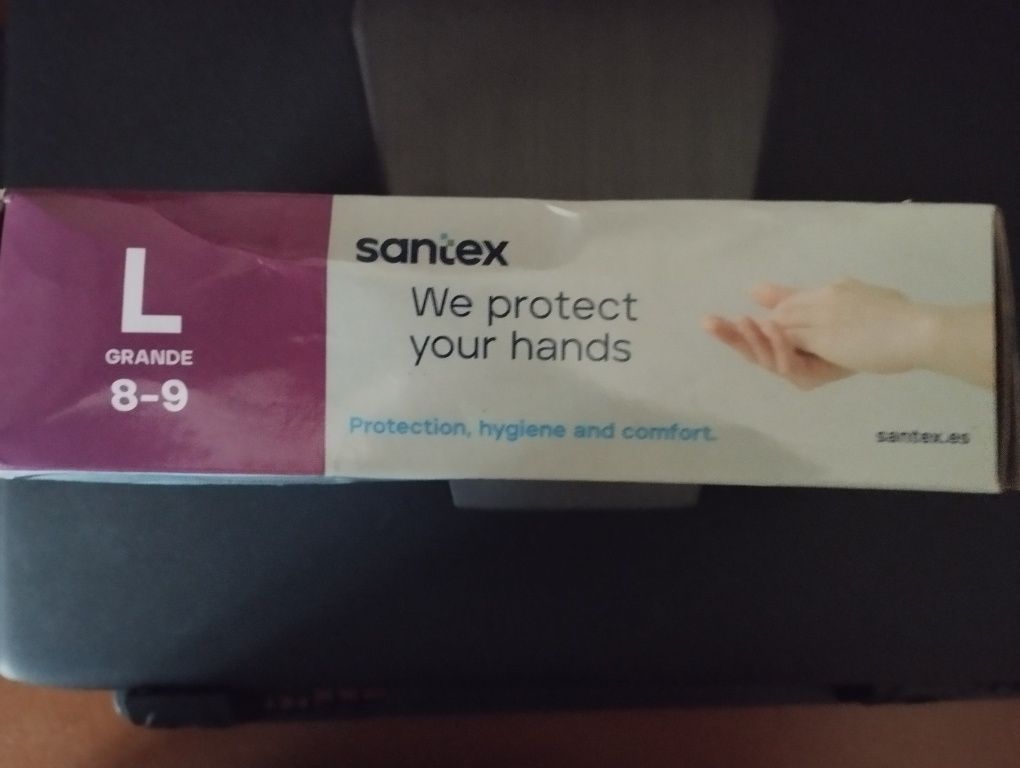 L
GRANDE
8-9
santex
We protect
your hands
Protection, hygiene and comfort.
santex.es